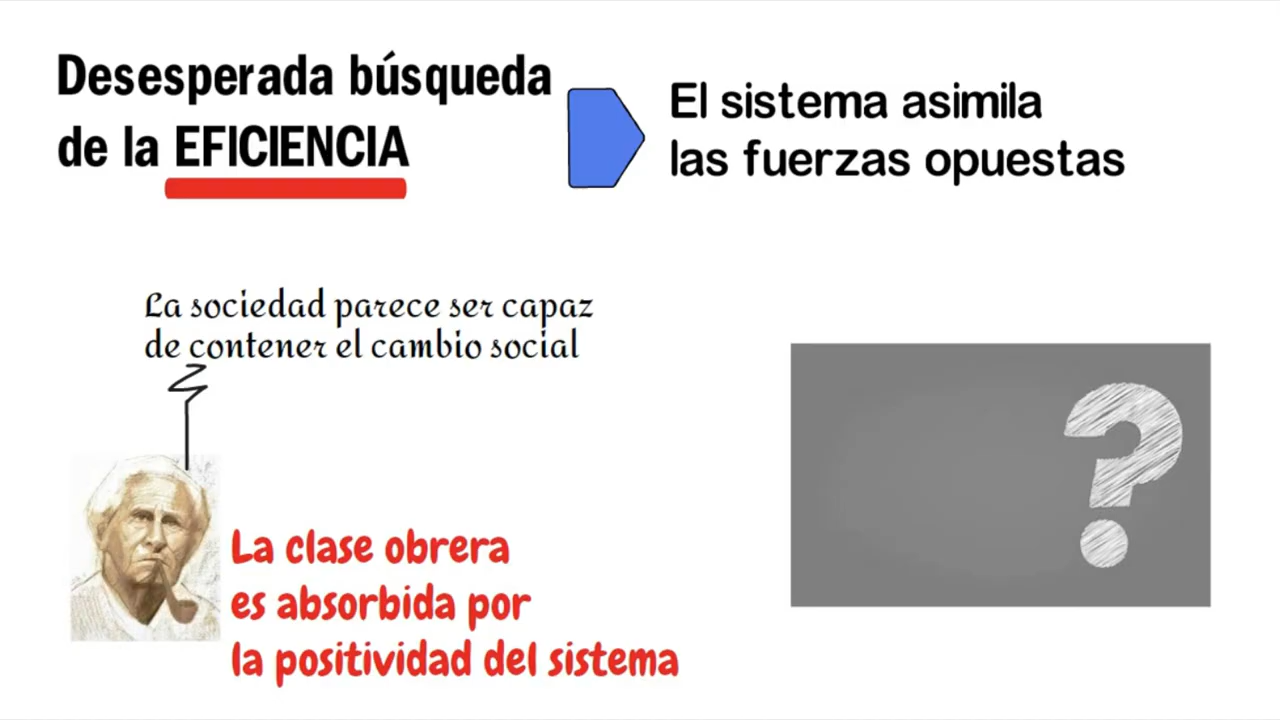 Desesperada búsqueda
de la EFICIENCIA
El sistema asimila
las fuerzas opuestas
La sociedad parece ser capaz
de contener el cambio social
La clase obrera
es absorbida por
la positividad del sistema
?